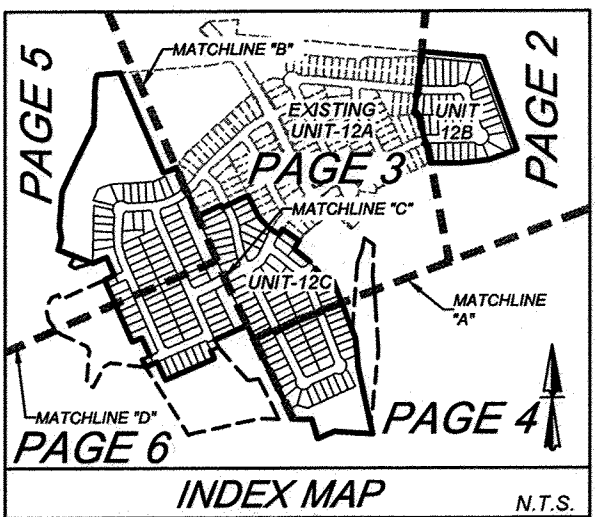 PAGE 5
MATCHLINE "B"
PAGE 2
EXISTING
UNIT-12A
UNIT
12B
PAGE 3
MATCHLINE "C"
UNIT-12C
MATCHLINE
"A"
MATCHLINE "D"
PAGE 4
PAGE 6
INDEX MAP
N.T.S.